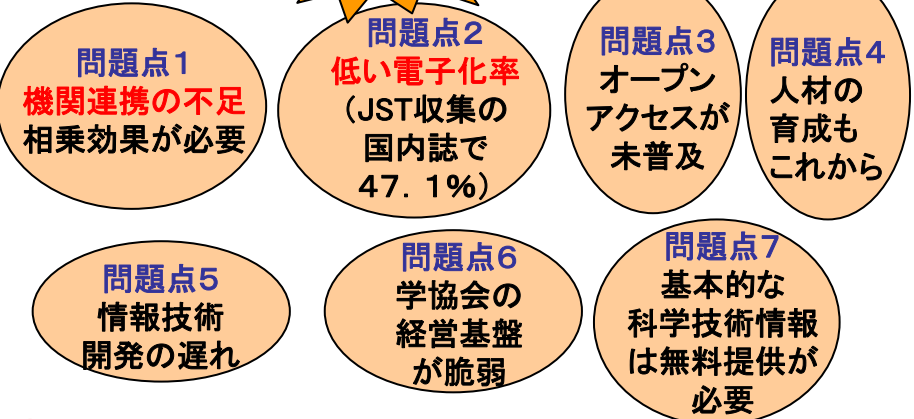 問題点1
機関連携の不足
相乗効果が必要
問題点2
低い電子化率
（JST収集の
国内誌で
47．1%）
問題点3
オープン
アクセスが
未普及
問題点4
人材の
育成も
これから
問題点5
情報技術
開発の遅れ
問題点6
学協会の
経営基盤
が脆弱
問題点7
基本的な
科学技術情報
は無料提供が
必要